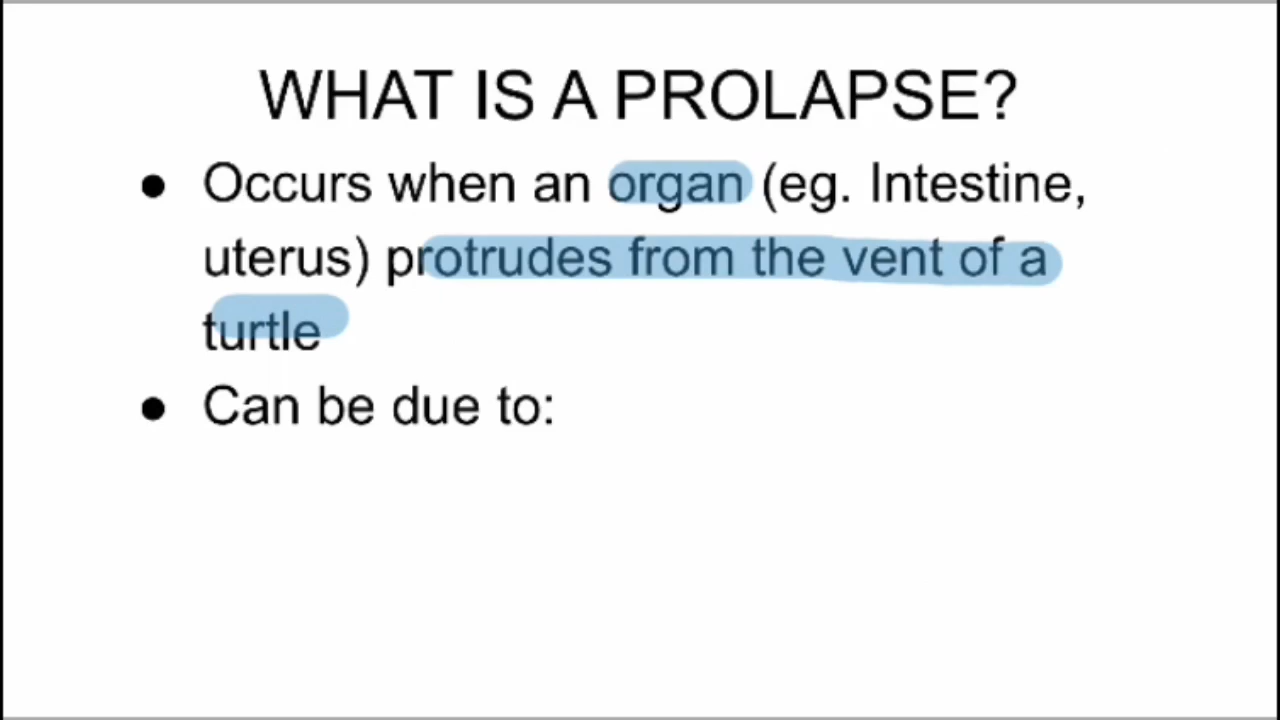 WHAT IS A PROLAPSE?
● Occurs when an organ (eg. Intestine,
uterus) protrudes from the vent of a
turtle
● Can be due to: